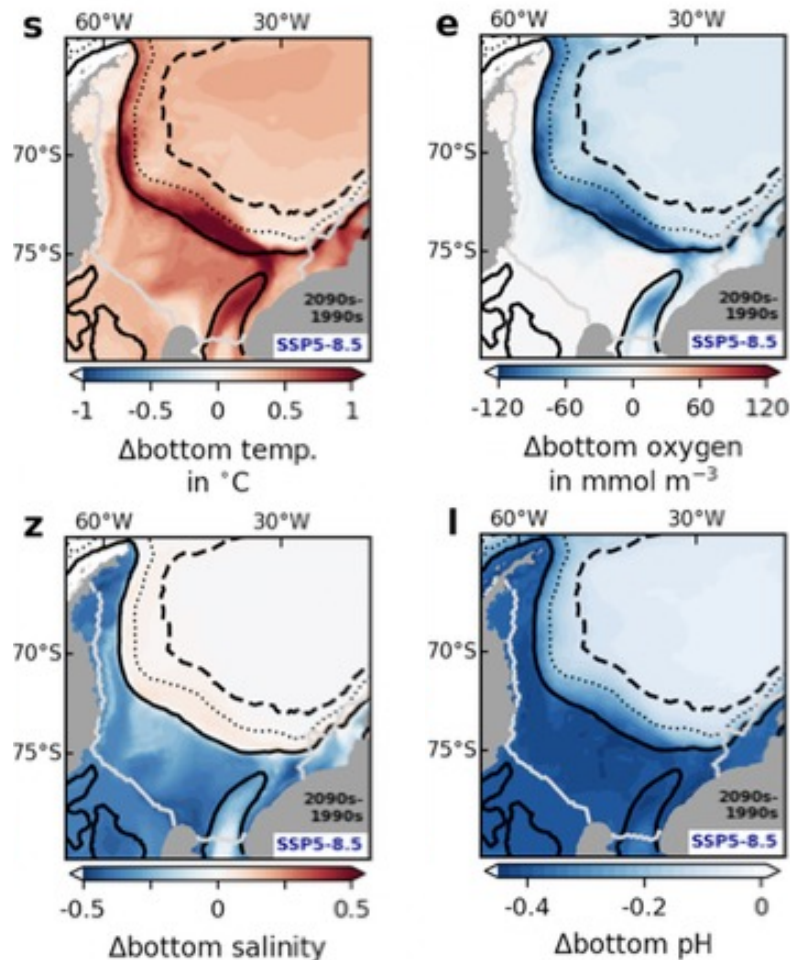 s
60°W 30°W
70°S
75°S
2090s-
1990s
SSP5-8.5
-1 -0.5 0 0.5 1
Δbottom temp.
in °C
e
60°W 30°W
70°S
75°S
2090s-
1990s
SSP5-8.5
-120 -60 0 60 120
Δbottom oxygen
in mmol m⁻³
z
60°W 30°W
70°S
75°S
2090s-
1990s
SSP5-8.5
-0.5 0 0.5
Δbottom salinity
l
60°W 30°W
70°S
75°S
2090s-
1990s
SSP5-8.5
-0.4 -0.2 0
Δbottom pH